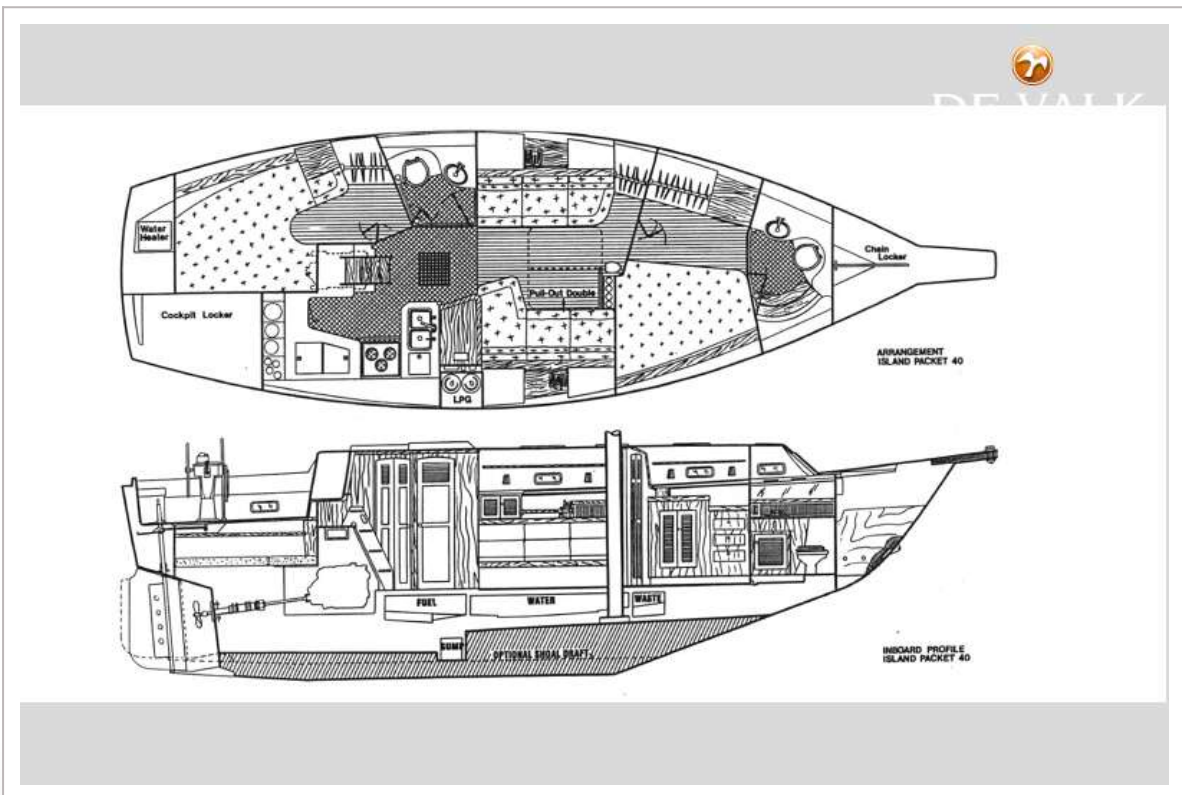 DE VALK
Water
Heater
Cockpit Locker
LPG
Pull-Out Double
Chain
Locker
ARRANGEMENT
ISLAND PACKET 40
FUEL
WATER
WASTE
SUMP
OPTIONAL SHOAL DRAFT
INBOARD PROFILE
ISLAND PACKET 40